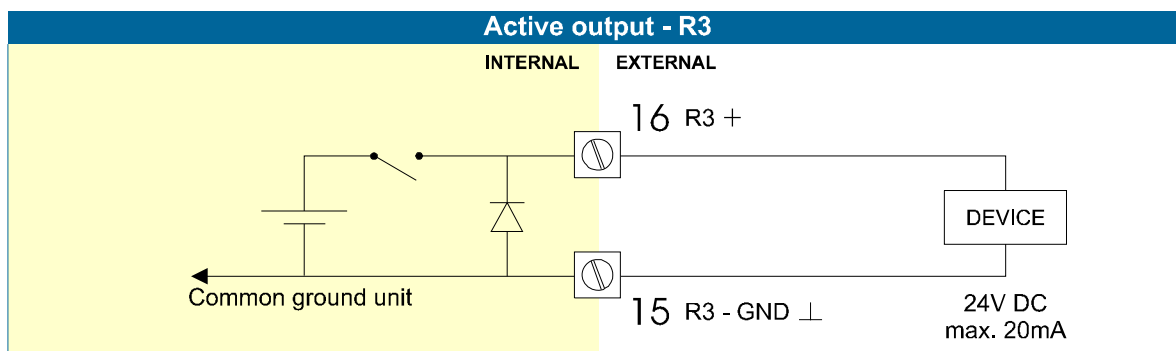 Active output - R3
INTERNAL EXTERNAL
16 R3 +
DEVICE
Common ground unit
15 R3 - GND ⊥
24V DC
max. 20mA